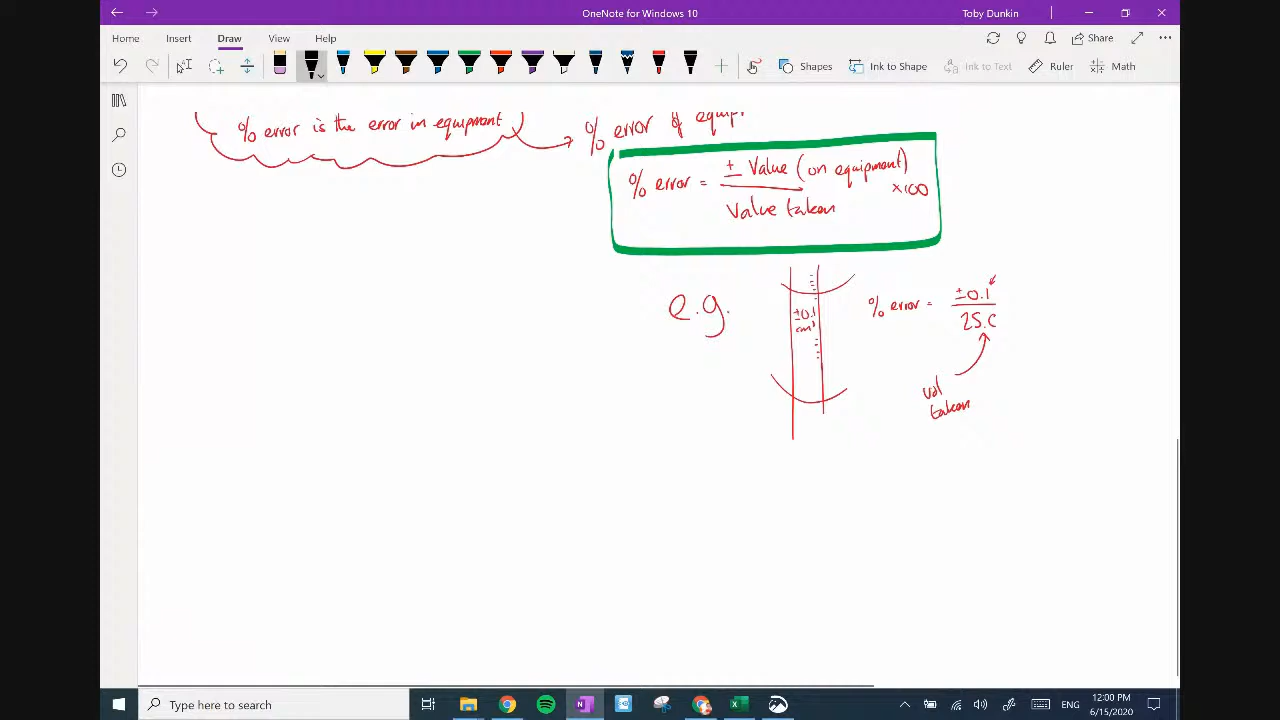 OneNote for Windows 10
Toby Dunkin
Home Insert Draw View Help
Share
Shapes Ink to Shape Ink to Text Ruler Math
% error is the error in equipment
% error of equip.
% error = ± Value (on equipment) ×100
Value taken
e.g.
±0.1
cm³
% error = ±0.1
25.0
vol
taken
Type here to search
ENG
12:00 PM
6/15/2020